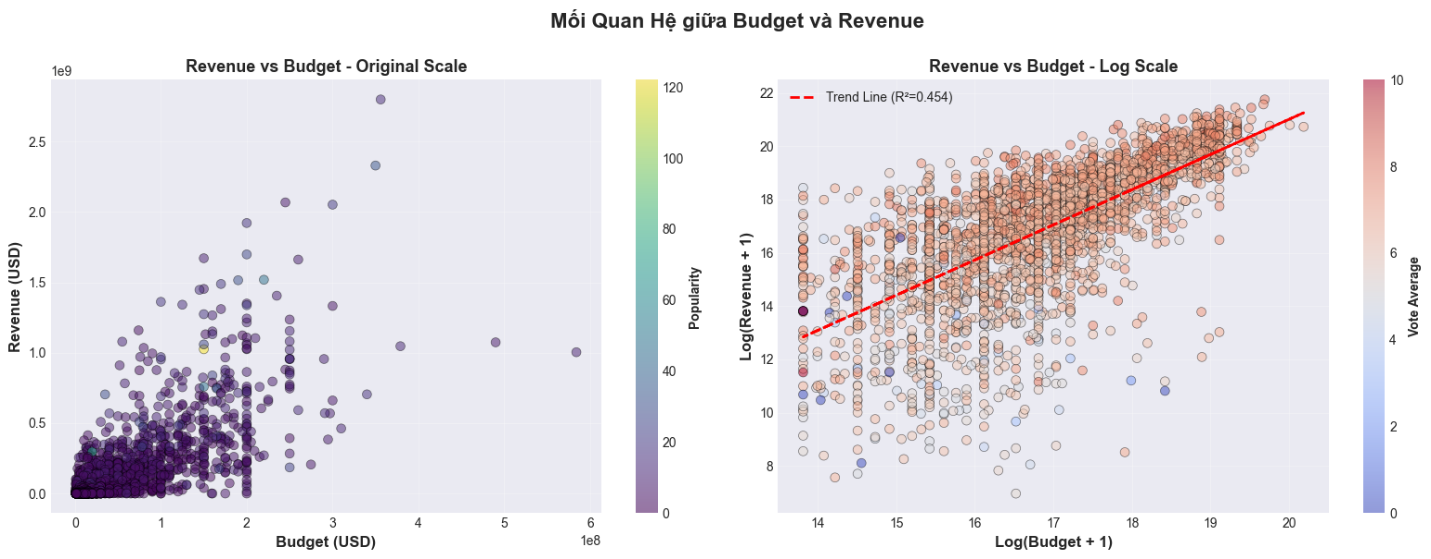 Mối Quan Hệ giữa Budget và Revenue
Revenue vs Budget - Original Scale
1e9
2.5
2.0
1.5
1.0
0.5
0.0
Revenue (USD)
0 1 2 3 4 5 6
1e8
Budget (USD)
120
100
80
60
40
20
0
Popularity
Revenue vs Budget - Log Scale
Trend Line (R²=0.454)
22
20
18
16
14
12
10
8
Log(Revenue + 1)
14 15 16 17 18 19 20
Log(Budget + 1)
10
8
6
4
2
0
Vote Average